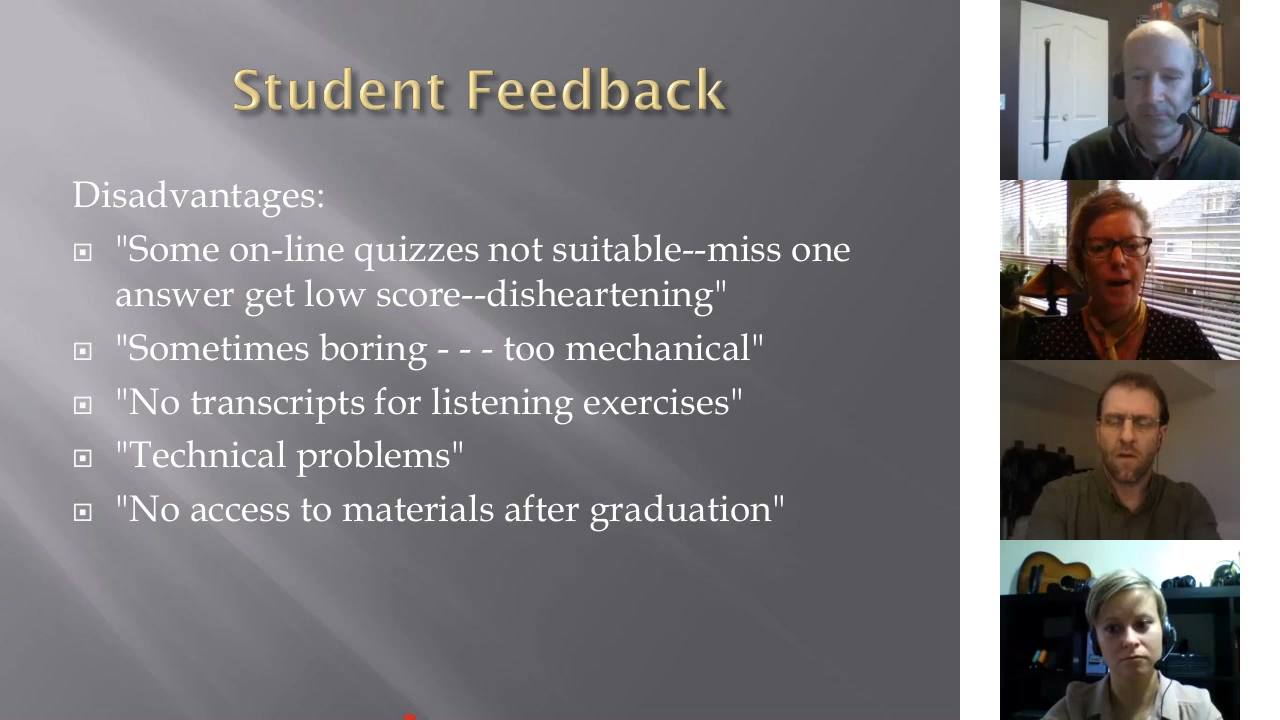 Student Feedback
Disadvantages:
"Some on-line quizzes not suitable--miss one
answer get low score--disheartening"
"Sometimes boring - - - too mechanical"
"No transcripts for listening exercises"
"Technical problems"
"No access to materials after graduation"